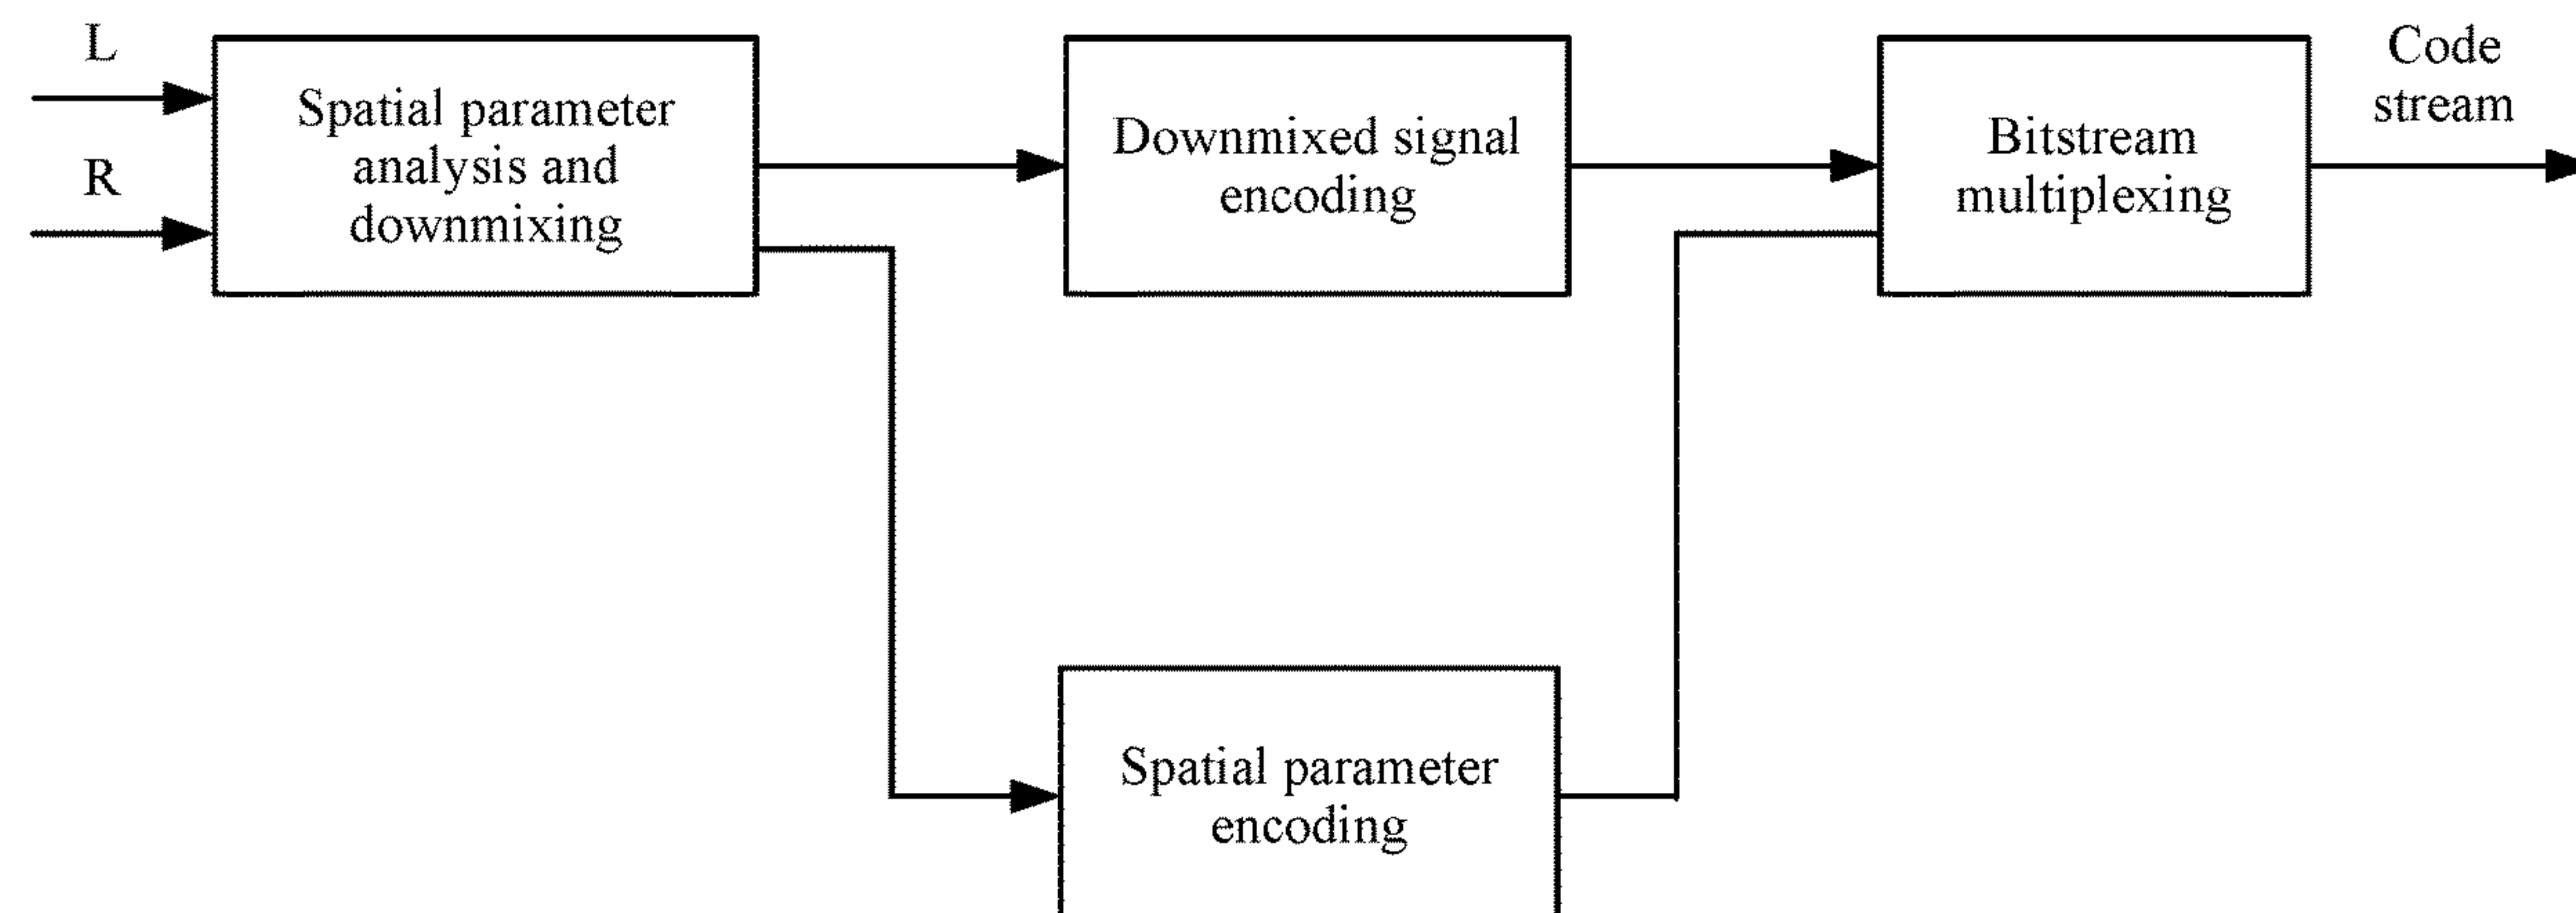 L
R
Spatial parameter
analysis and
downmixing
Downmixed signal
encoding
Bitstream
multiplexing
Code
stream
Spatial parameter
encoding